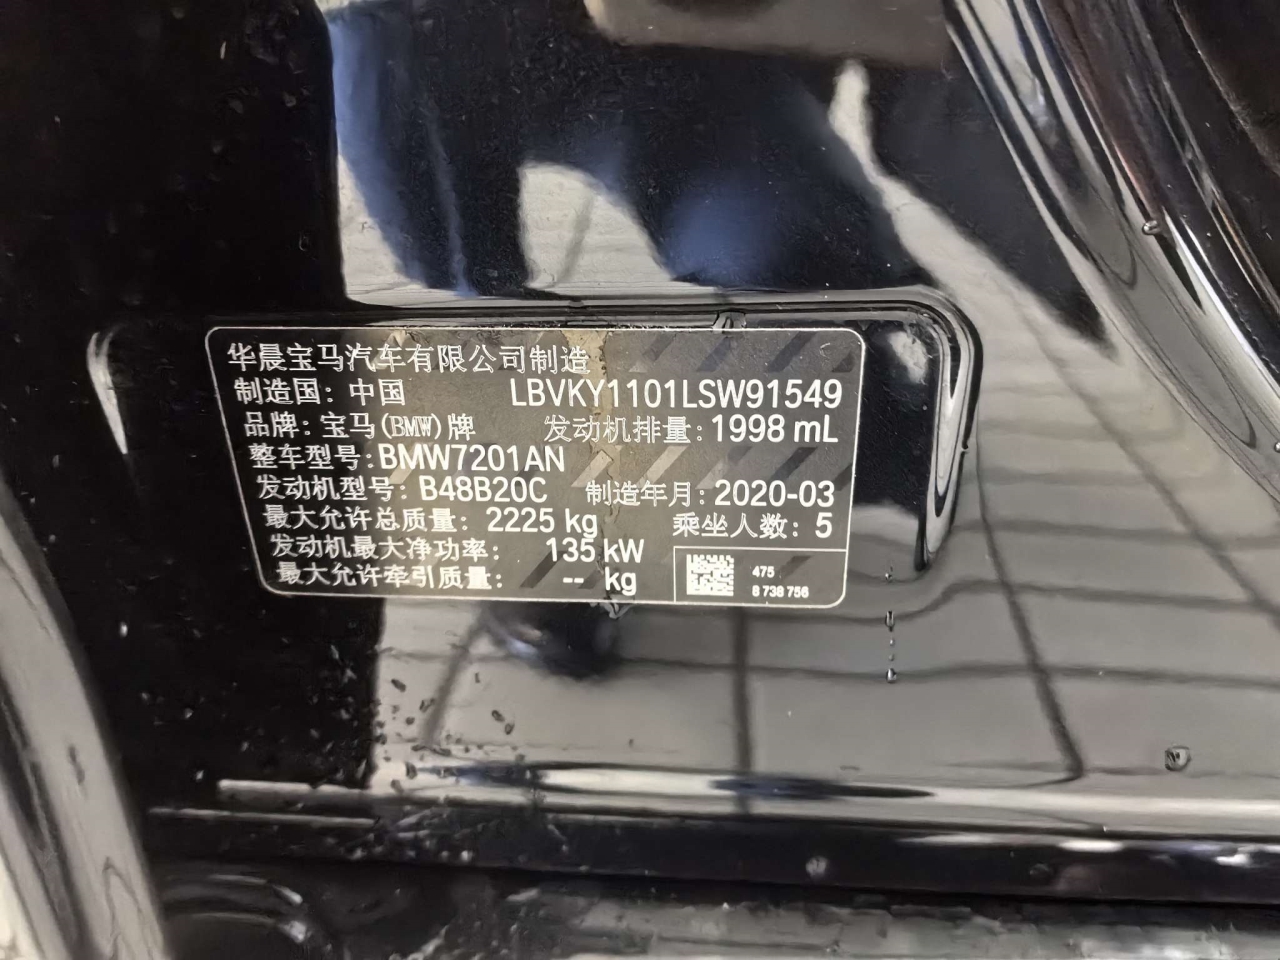 华晨宝马汽车有限公司制造
制造国：中国 LBVKY1101LSW91549
品牌：宝马(BMW)牌 发动机排量：1998 mL
整车型号：BMW7201AN
发动机型号：B48B20C 制造年月：2020-03
最大允许总质量：2225 kg 乘坐人数：5
发动机最大净功率：135 kW
最大允许牵引质量：-- kg
475
8 738 756